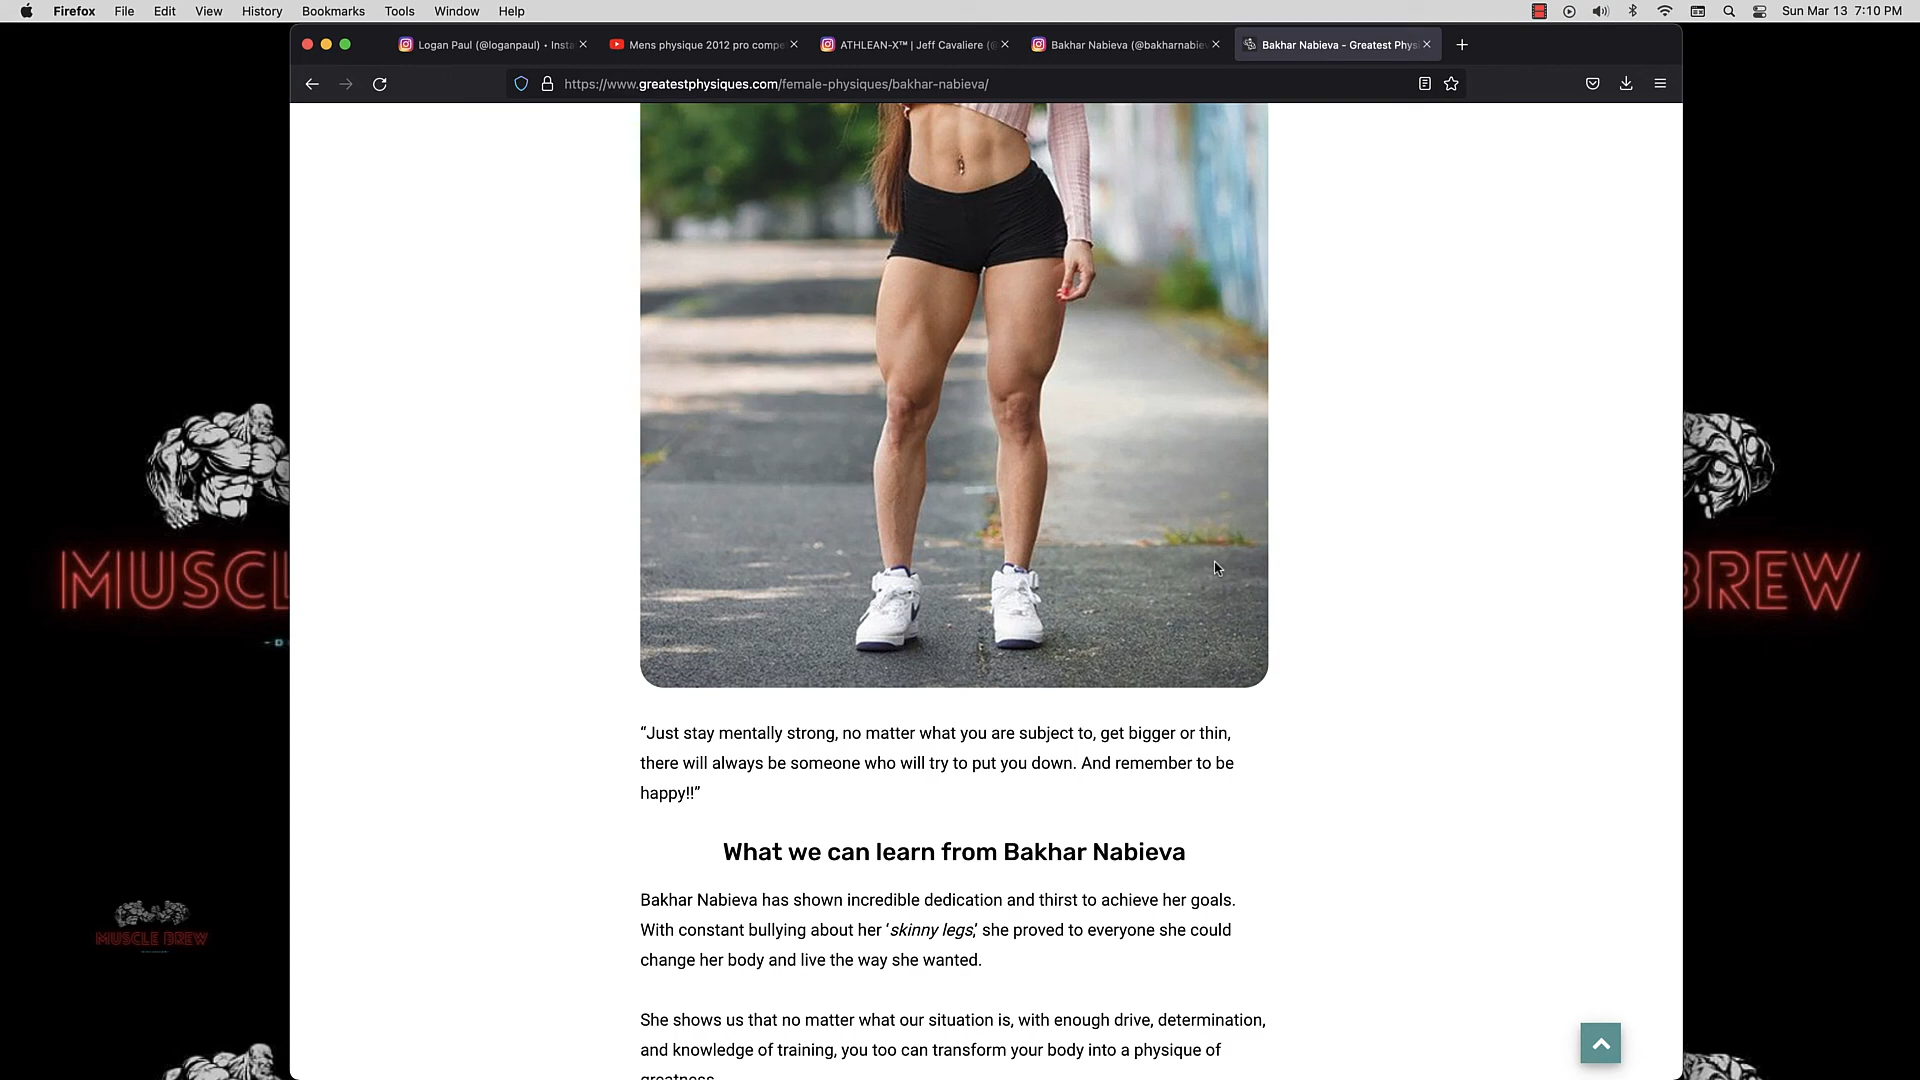 Firefox File Edit View History Bookmarks Tools Window Help Sun Mar 13 7:10 PM
Logan Paul (@loganpaul) • Insta
Mens physique 2012 pro compe
ATHLEAN-X™ | Jeff Cavaliere (@
Bakhar Nabieva (@bakharnabiev
Bakhar Nabieva - Greatest Phys
https://www.greatestphysiques.com/female-physiques/bakhar-nabieva/
MUSCL
BREW
- D
“Just stay mentally strong, no matter what you are subject to, get bigger or thin,
there will always be someone who will try to put you down. And remember to be
happy!!”
What we can learn from Bakhar Nabieva
Bakhar Nabieva has shown incredible dedication and thirst to achieve her goals.
With constant bullying about her ‘skinny legs,’ she proved to everyone she could
change her body and live the way she wanted.
MUSCLE BREW
She shows us that no matter what our situation is, with enough drive, determination,
and knowledge of training, you too can transform your body into a physique of
greatness.